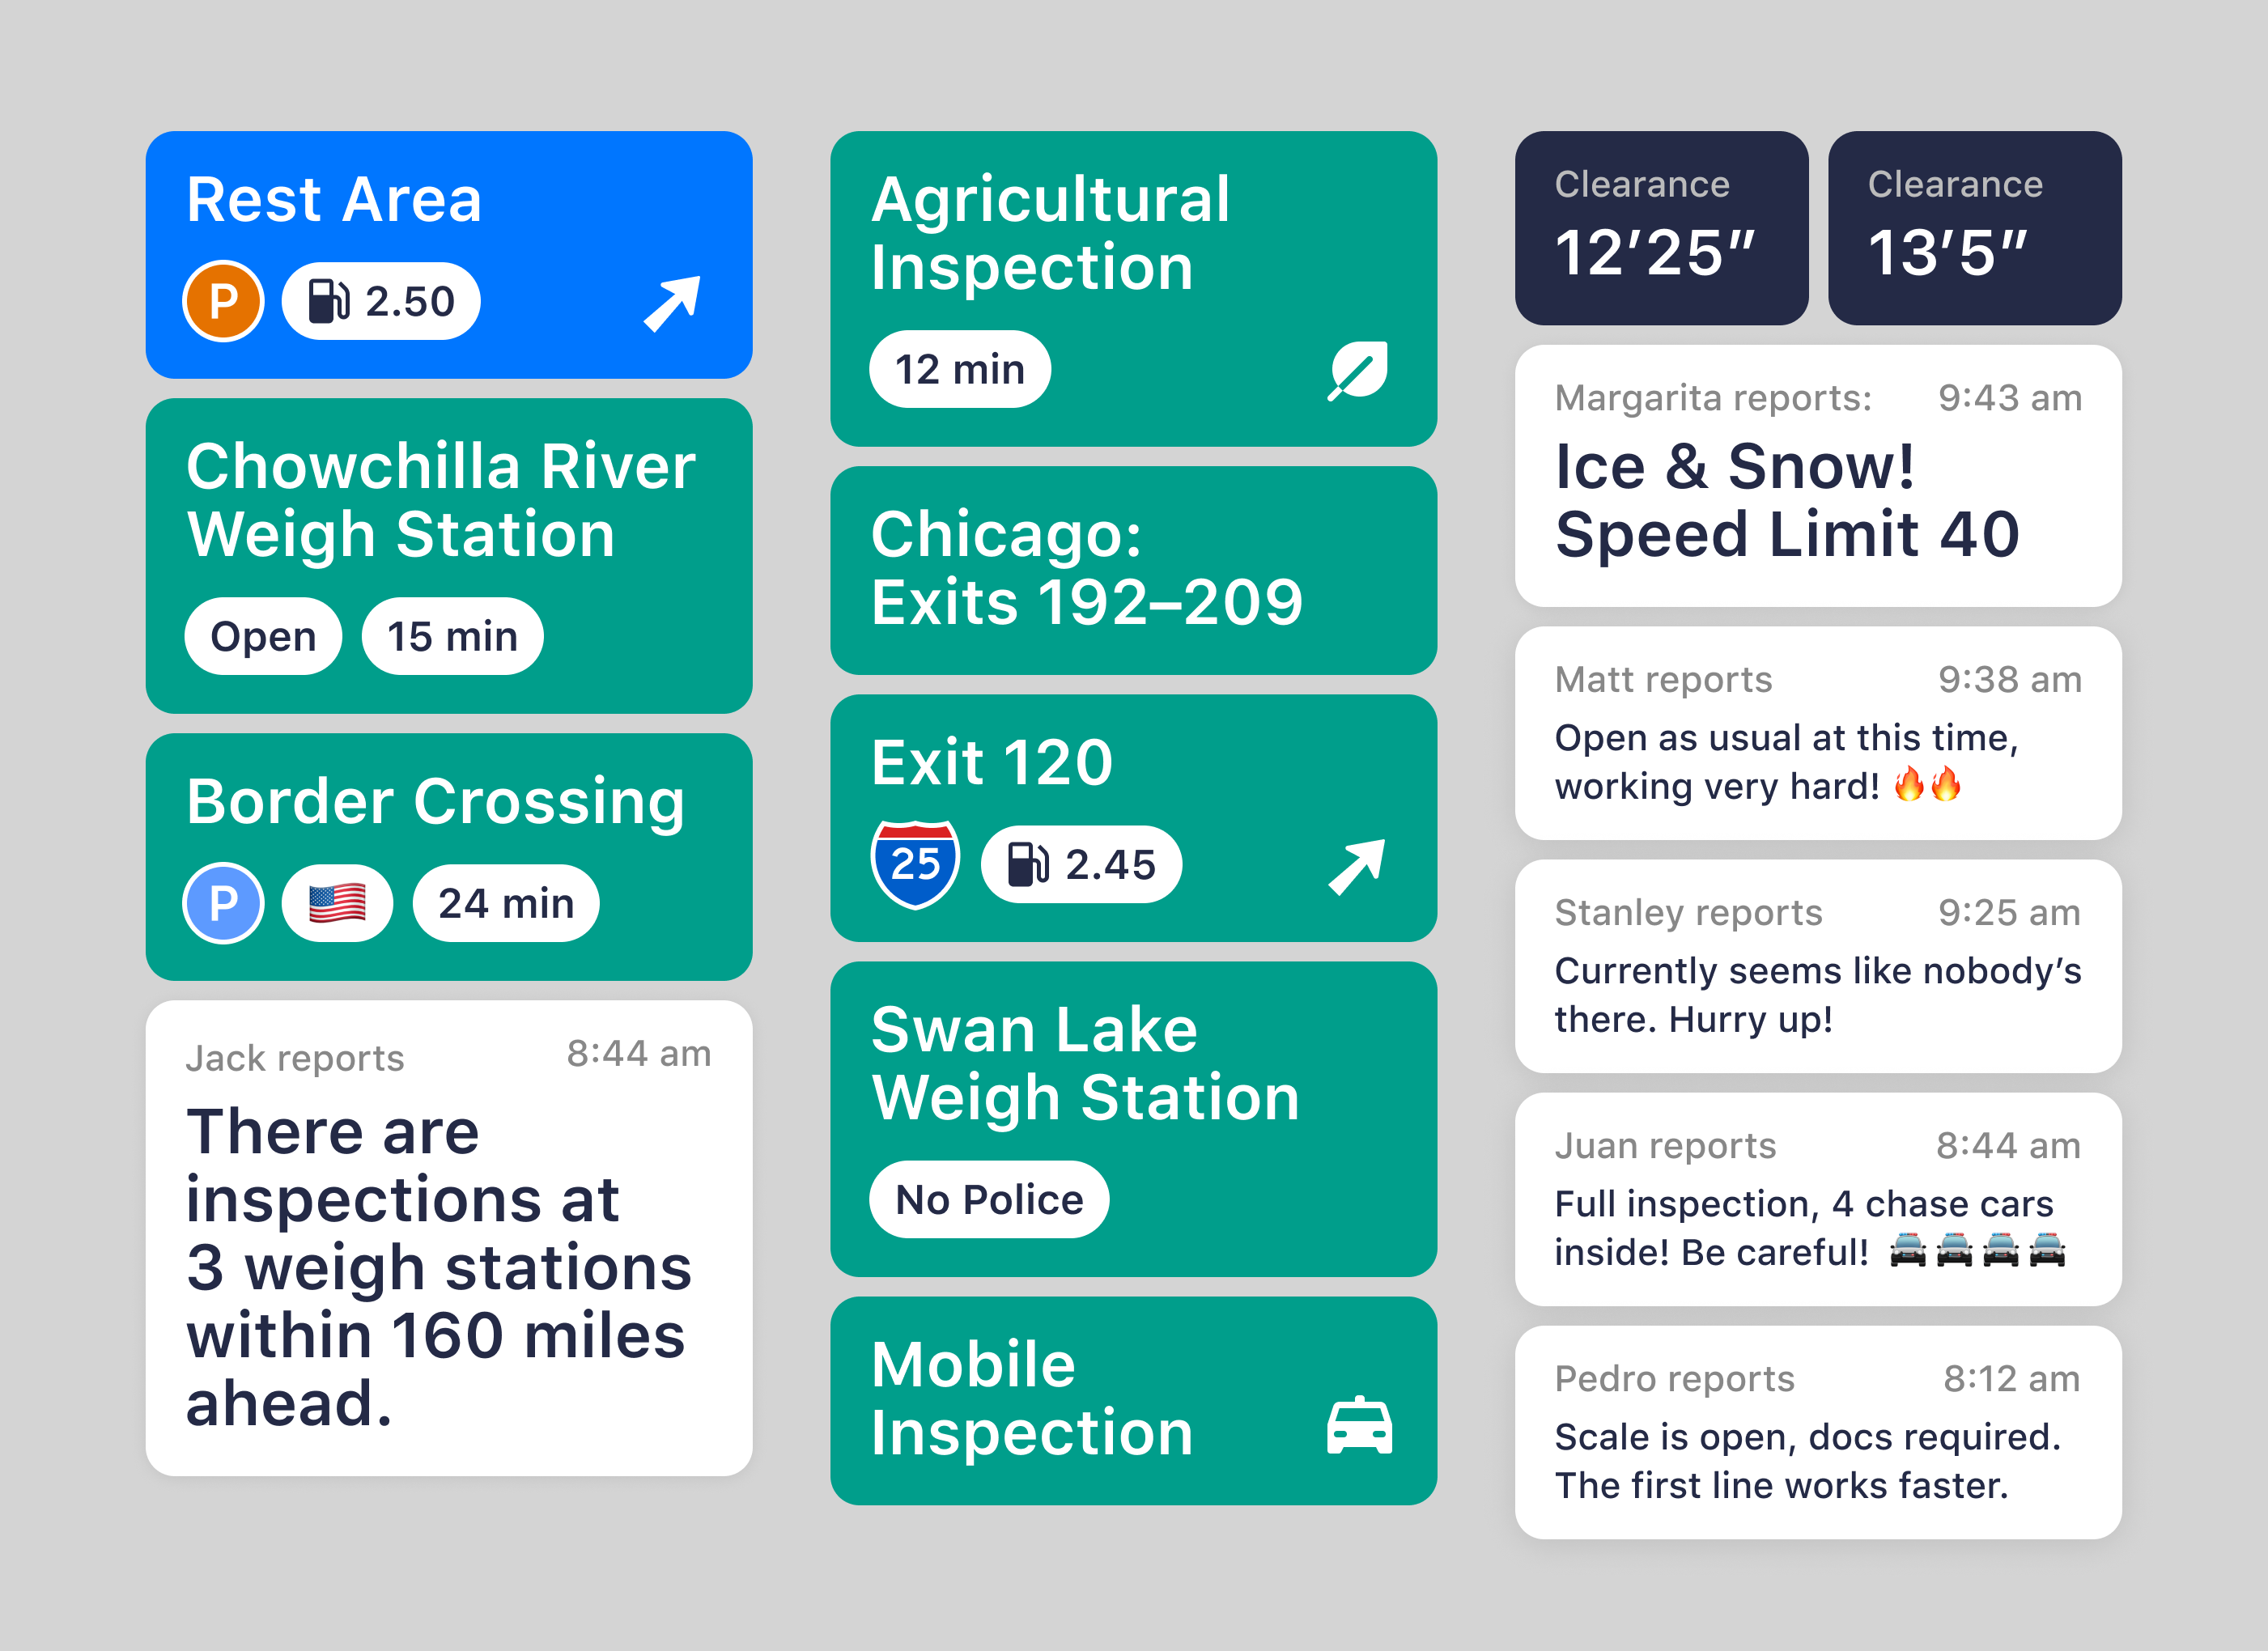 Rest Area
P
2.50
Chowchilla River
Weigh Station
Open
15 min
Border Crossing
P
24 min
Jack reports
8:44 am
There are
inspections at
3 weigh stations
within 160 miles
ahead.
Agricultural
Inspection
12 min
Chicago:
Exits 192–209
Exit 120
25
2.45
Swan Lake
Weigh Station
No Police
Mobile
Inspection
Clearance
12′25″
Clearance
13′5″
Margarita reports:
9:43 am
Ice & Snow!
Speed Limit 40
Matt reports
9:38 am
Open as usual at this time,
working very hard! 🔥🔥
Stanley reports
9:25 am
Currently seems like nobody’s
there. Hurry up!
Juan reports
8:44 am
Full inspection, 4 chase cars
inside! Be careful! 🚔🚔🚔🚔
Pedro reports
8:12 am
Scale is open, docs required.
The first line works faster.